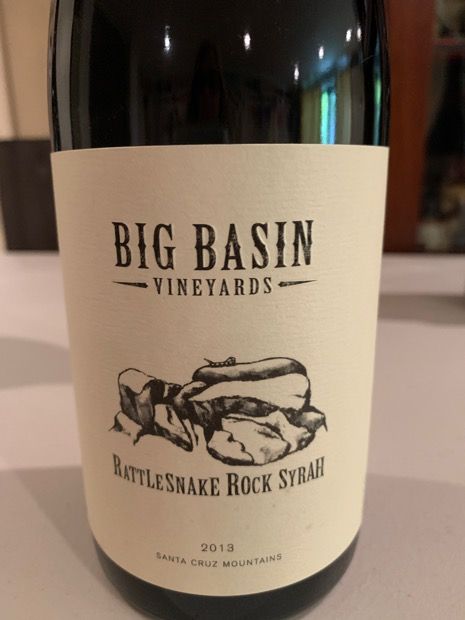 BIG BASIN
VINEYARDS
RATTLESNAKE ROCK SYRAH
2013
SANTA CRUZ MOUNTAINS